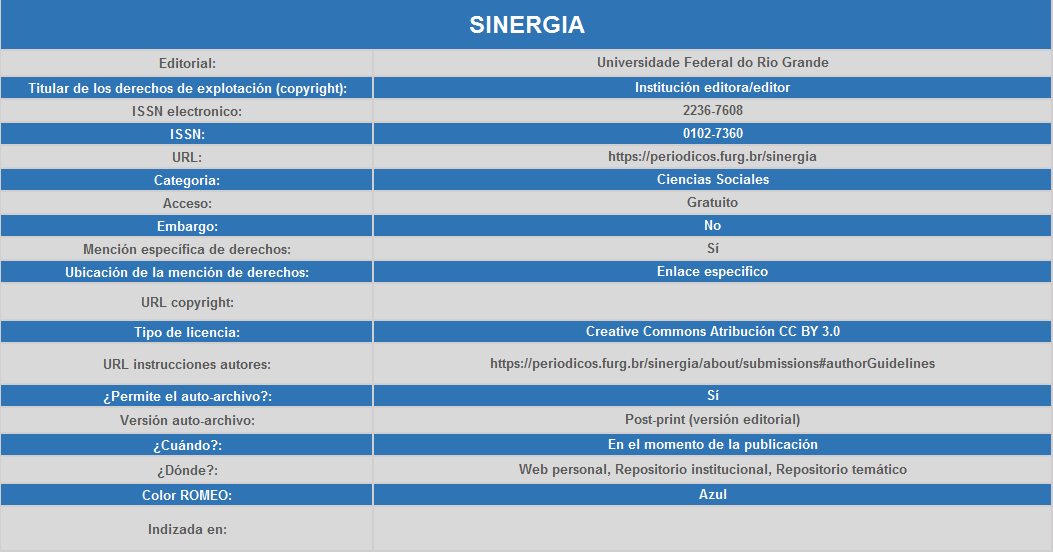 SINERGIA
Editorial: Universidade Federal do Rio Grande
Titular de los derechos de explotación (copyright): Institución editora/editor
ISSN electronico: 2236-7608
ISSN: 0102-7360
URL: https://periodicos.furg.br/sinergia
Categoria: Ciencias Sociales
Acceso: Gratuito
Embargo: No
Mención específica de derechos: Sí
Ubicación de la mención de derechos: Enlace especifico
URL copyright:
Tipo de licencia: Creative Commons Atribución CC BY 3.0
URL instrucciones autores: https://periodicos.furg.br/sinergia/about/submissions#authorGuidelines
¿Permite el auto-archivo?: Sí
Versión auto-archivo: Post-print (versión editorial)
¿Cuándo?: En el momento de la publicación
¿Dónde?: Web personal, Repositorio institucional, Repositorio temático
Color ROMEO: Azul
Indizada en: